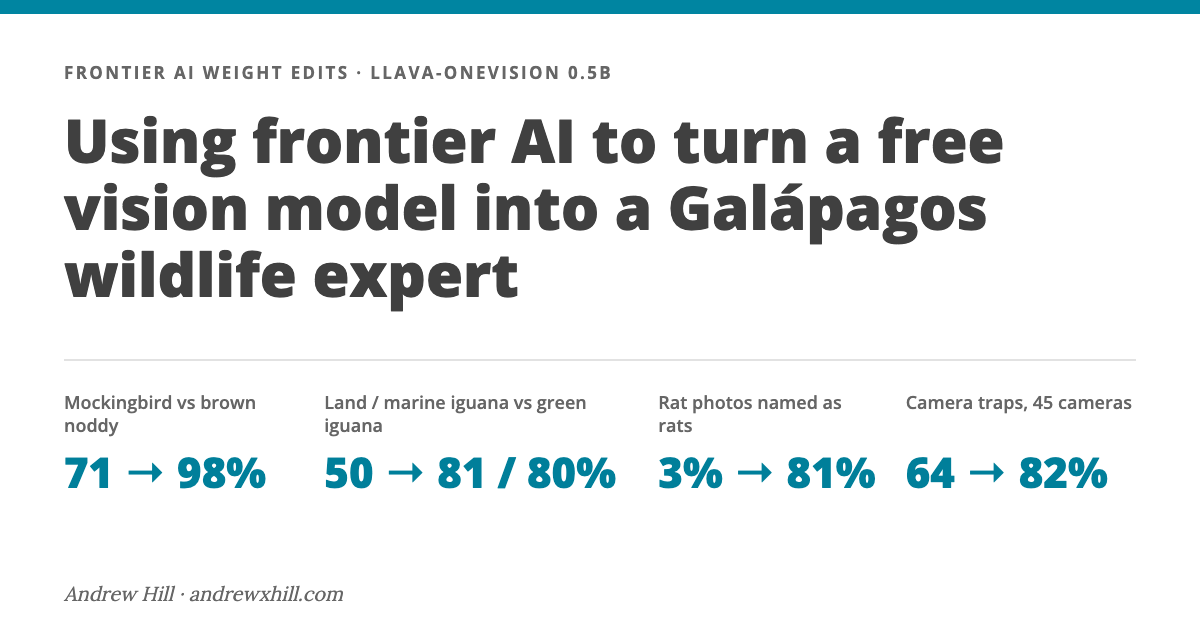 FRONTIER AI WEIGHT EDITS · LLAVA-ONEVISION 0.5B
Using frontier AI to turn a free
vision model into a Galápagos
wildlife expert
Mockingbird vs brown
noddy
71 → 98%
Land / marine iguana vs green
iguana
50 → 81 / 80%
Rat photos named as
rats
3% → 81%
Camera traps, 45 cameras
64 → 82%
Andrew Hill · andrewxhill.com